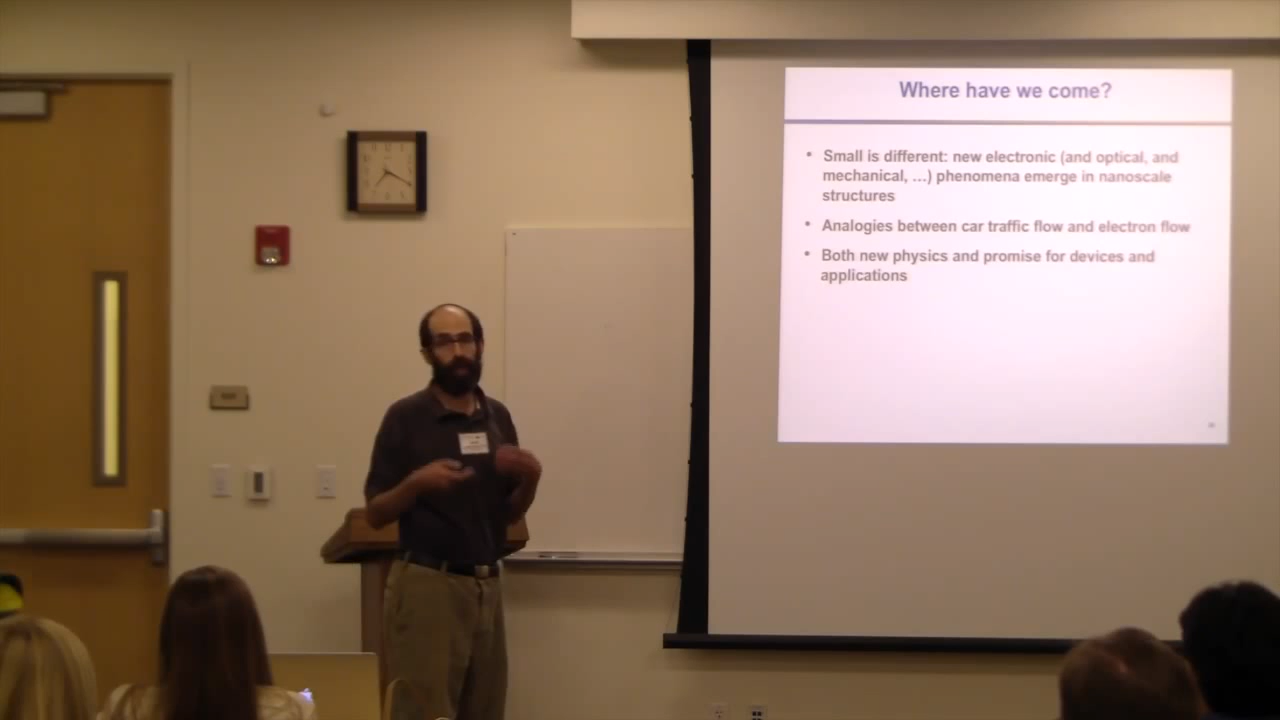 Where have we come?
• Small is different: new electronic (and optical, and
mechanical, ...) phenomena emerge in nanoscale
structures
• Analogies between car traffic flow and electron flow
• Both new physics and promise for devices and
applications